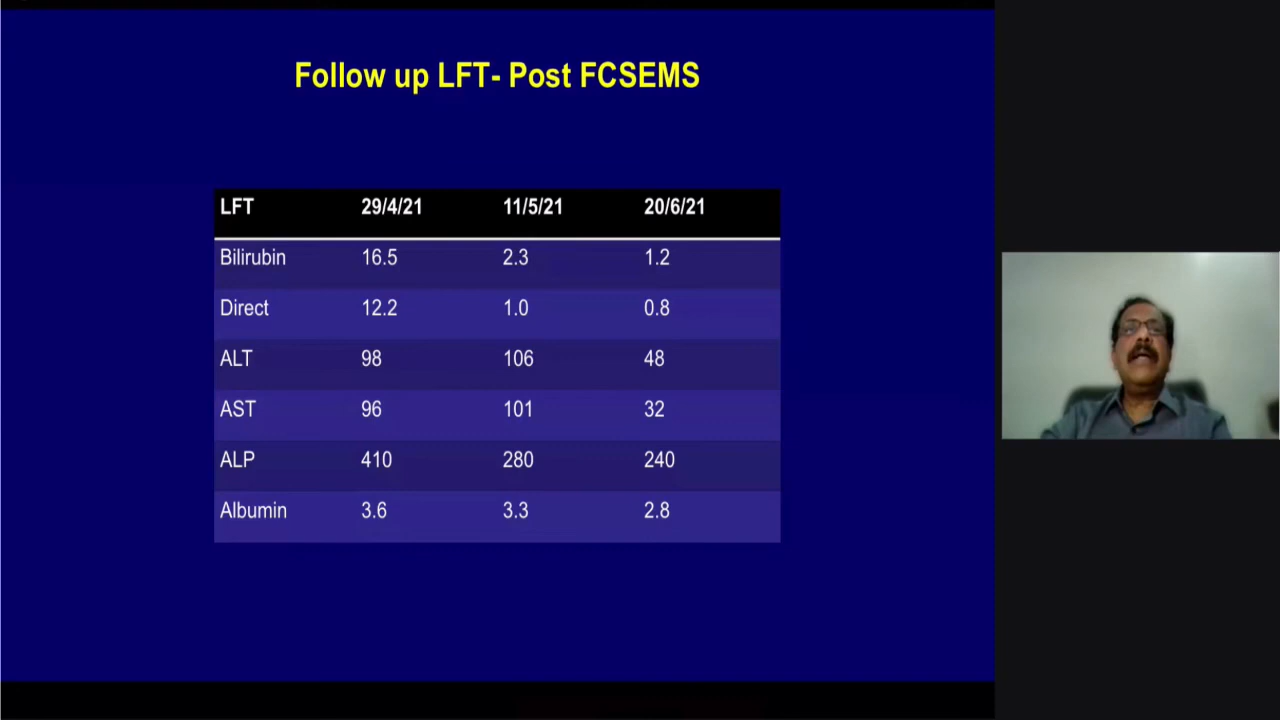 Follow up LFT- Post FCSEMS
LFT 29/4/21 11/5/21 20/6/21
Bilirubin 16.5 2.3 1.2
Direct 12.2 1.0 0.8
ALT 98 106 48
AST 96 101 32
ALP 410 280 240
Albumin 3.6 3.3 2.8